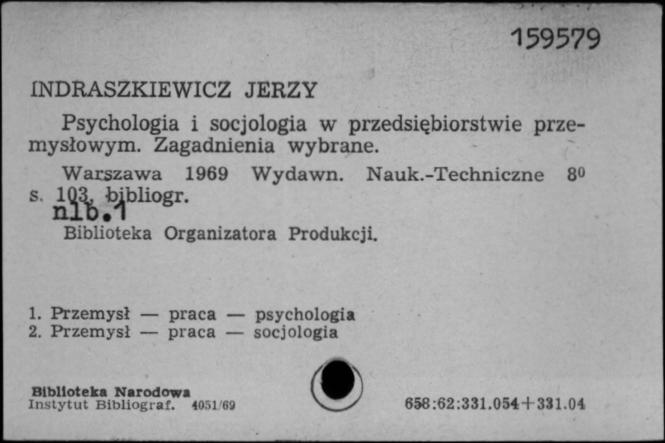 159579
INDRASZKIEWICZ JERZY
Psychologia i socjologia w przedsiębiorstwie prze-
mysłowym. Zagadnienia wybrane.
Warszawa 1969 Wydawn. Nauk.-Techniczne 8⁰
s. 103, bibliogr.
nlb.1
Biblioteka Organizatora Produkcji.
1. Przemysł — praca — psychologia
2. Przemysł — praca — socjologia
Biblioteka Narodowa
Instytut Bibliograf. 4051/69
658:62:331.054+331.04